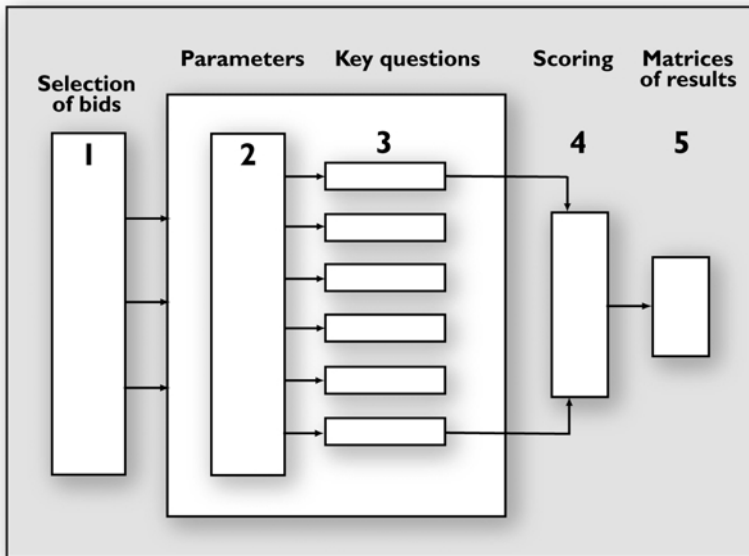 Selection
of bids
Parameters
Key questions
Scoring
Matrices
of results
1
2
3
4
5